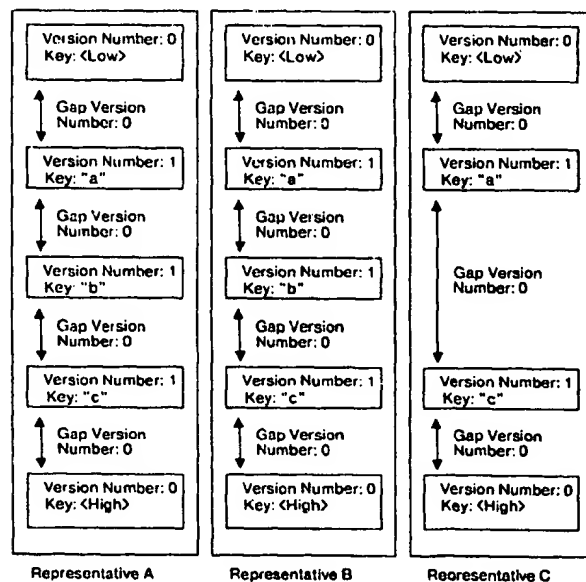 Version Number: 0
Key: <Low>
Gap Version
Number: 0
Version Number: 1
Key: "a"
Gap Version
Number: 0
Version Number: 1
Key: "b"
Gap Version
Number: 0
Version Number: 1
Key: "c"
Gap Version
Number: 0
Version Number: 0
Key: <High>
Representative A
Version Number: 0
Key: <Low>
Gap Version
Number: 0
Version Number: 1
Key: "a"
Gap Version
Number: 0
Version Number: 1
Key: "b"
Gap Version
Number: 0
Version Number: 1
Key: "c"
Gap Version
Number: 0
Version Number: 0
Key: <High>
Representative B
Version Number: 0
Key: <Low>
Gap Version
Number: 0
Version Number: 1
Key: "a"
Gap Version
Number: 0
Version Number: 1
Key: "c"
Gap Version
Number: 0
Version Number: 0
Key: <High>
Representative C